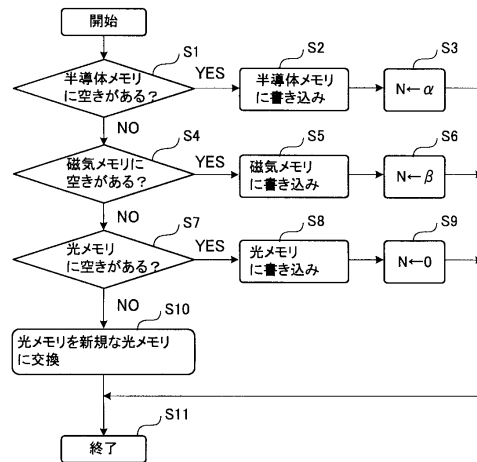 開始
S1
半導体メモリ
に空きがある？
YES
S2
半導体メモリ
に書き込み
S3
N←α
NO
S4
磁気メモリに
空きがある？
YES
S5
磁気メモリ
に書き込み
S6
N←β
NO
S7
光メモリ
に空きがある？
YES
S8
光メモリ
に書き込み
S9
N←0
NO
S10
光メモリを新規な光メモリ
に交換
S11
終了